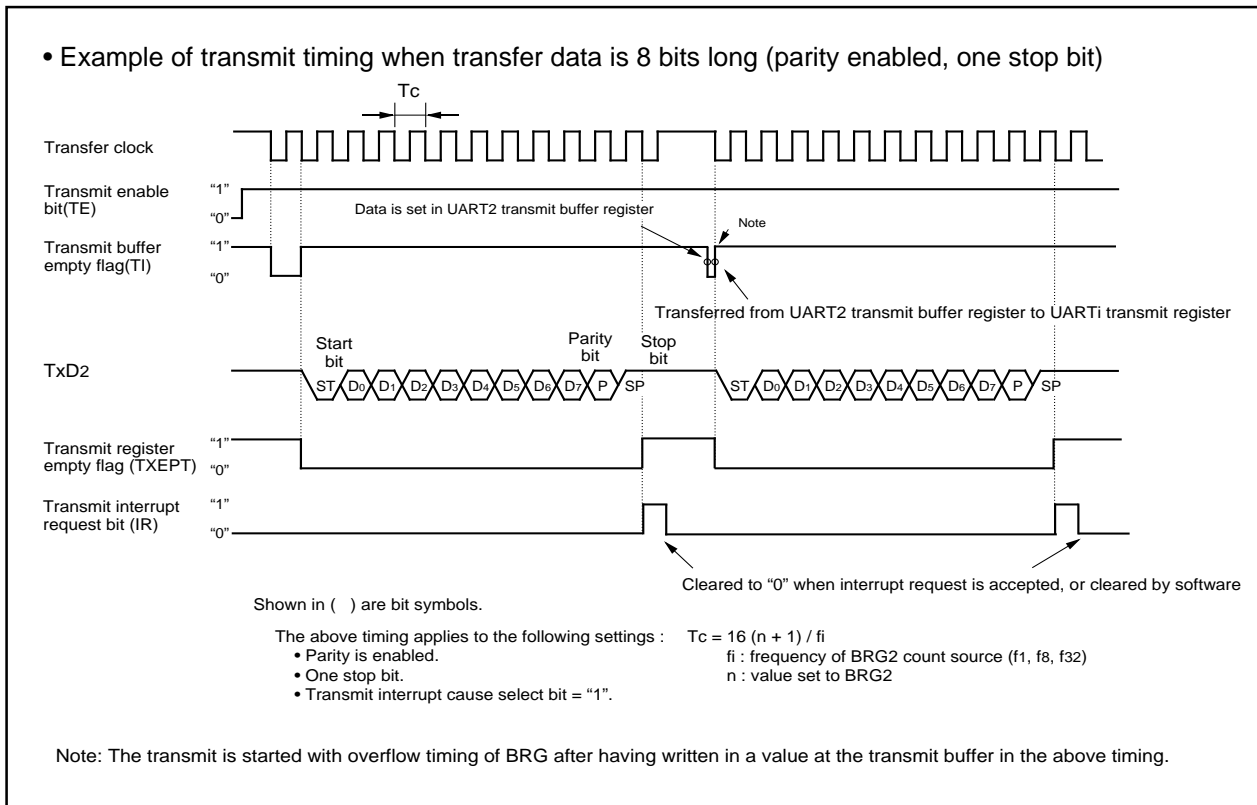 • Example of transmit timing when transfer data is 8 bits long (parity enabled, one stop bit)
Tc
Transfer clock
Transmit enable
bit(TE)
“1”
“0”
Data is set in UART2 transmit buffer register
Note
Transmit buffer
empty flag(TI)
“1”
“0”
Transferred from UART2 transmit buffer register to UARTi transmit register
Start
bit
Parity
bit
Stop
bit
TxD2
ST D0 D1 D2 D3 D4 D5 D6 D7 P SP
ST D0 D1 D2 D3 D4 D5 D6 D7 P SP
Transmit register
empty flag (TXEPT)
“1”
“0”
Transmit interrupt
request bit (IR)
“1”
“0”
Cleared to “0” when interrupt request is accepted, or cleared by software
Shown in ( ) are bit symbols.
The above timing applies to the following settings :
• Parity is enabled.
• One stop bit.
• Transmit interrupt cause select bit = “1”.
Tc = 16 (n + 1) / fi
fi : frequency of BRG2 count source (f1, f8, f32)
n : value set to BRG2
Note: The transmit is started with overflow timing of BRG after having written in a value at the transmit buffer in the above timing.